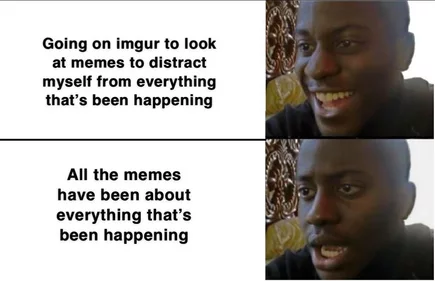 Going on imgur to look
at memes to distract
myself from everything
that's been happening
All the memes
have been about
everything that's
been happening